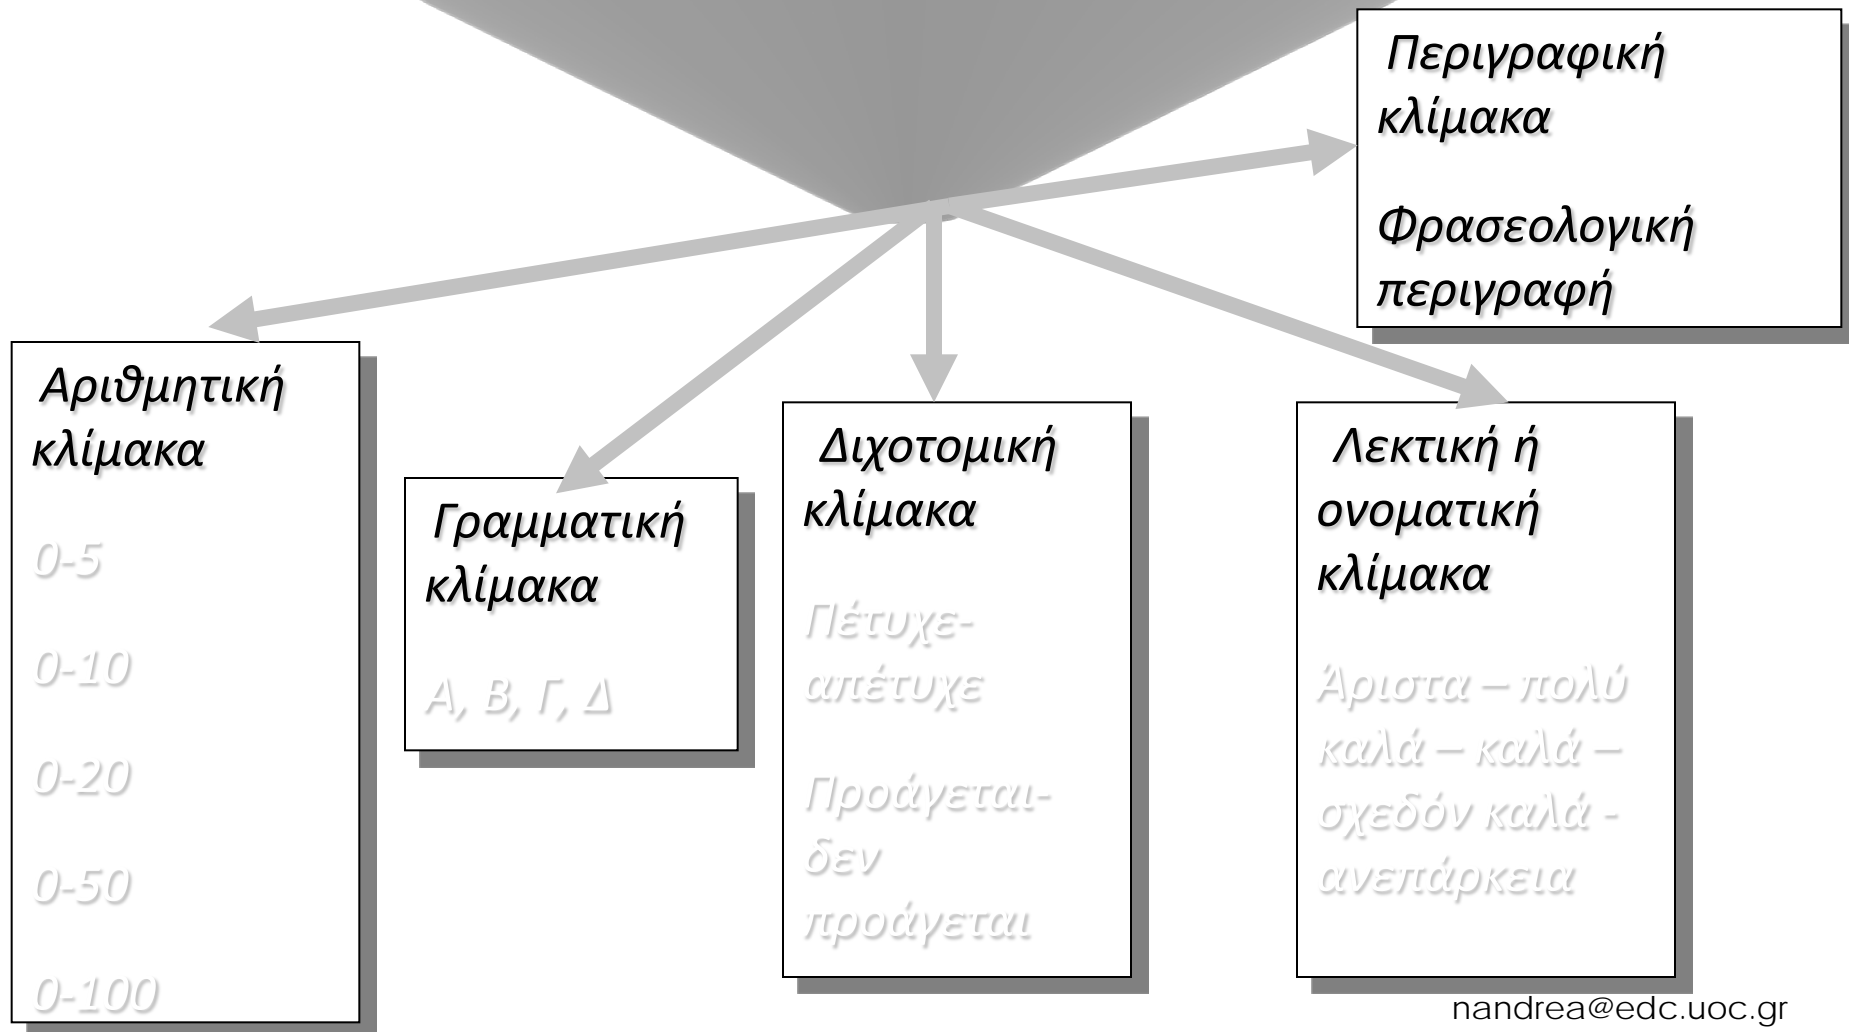 Περιγραφική
κλίμακα
Φρασεολογική
περιγραφή
Αριθμητική
κλίμακα
0-5
0-10
0-20
0-50
0-100
Γραμματική
κλίμακα
Α, Β, Γ, Δ
Διχοτομική
κλίμακα
Πέτυχε-
απέτυχε
Προάγεται-
δεν
προάγεται
Λεκτική ή
ονοματική
κλίμακα
Άριστα – πολύ
καλά – καλά –
σχεδόν καλά -
ανεπάρκεια
nandrea@edc.uoc.gr